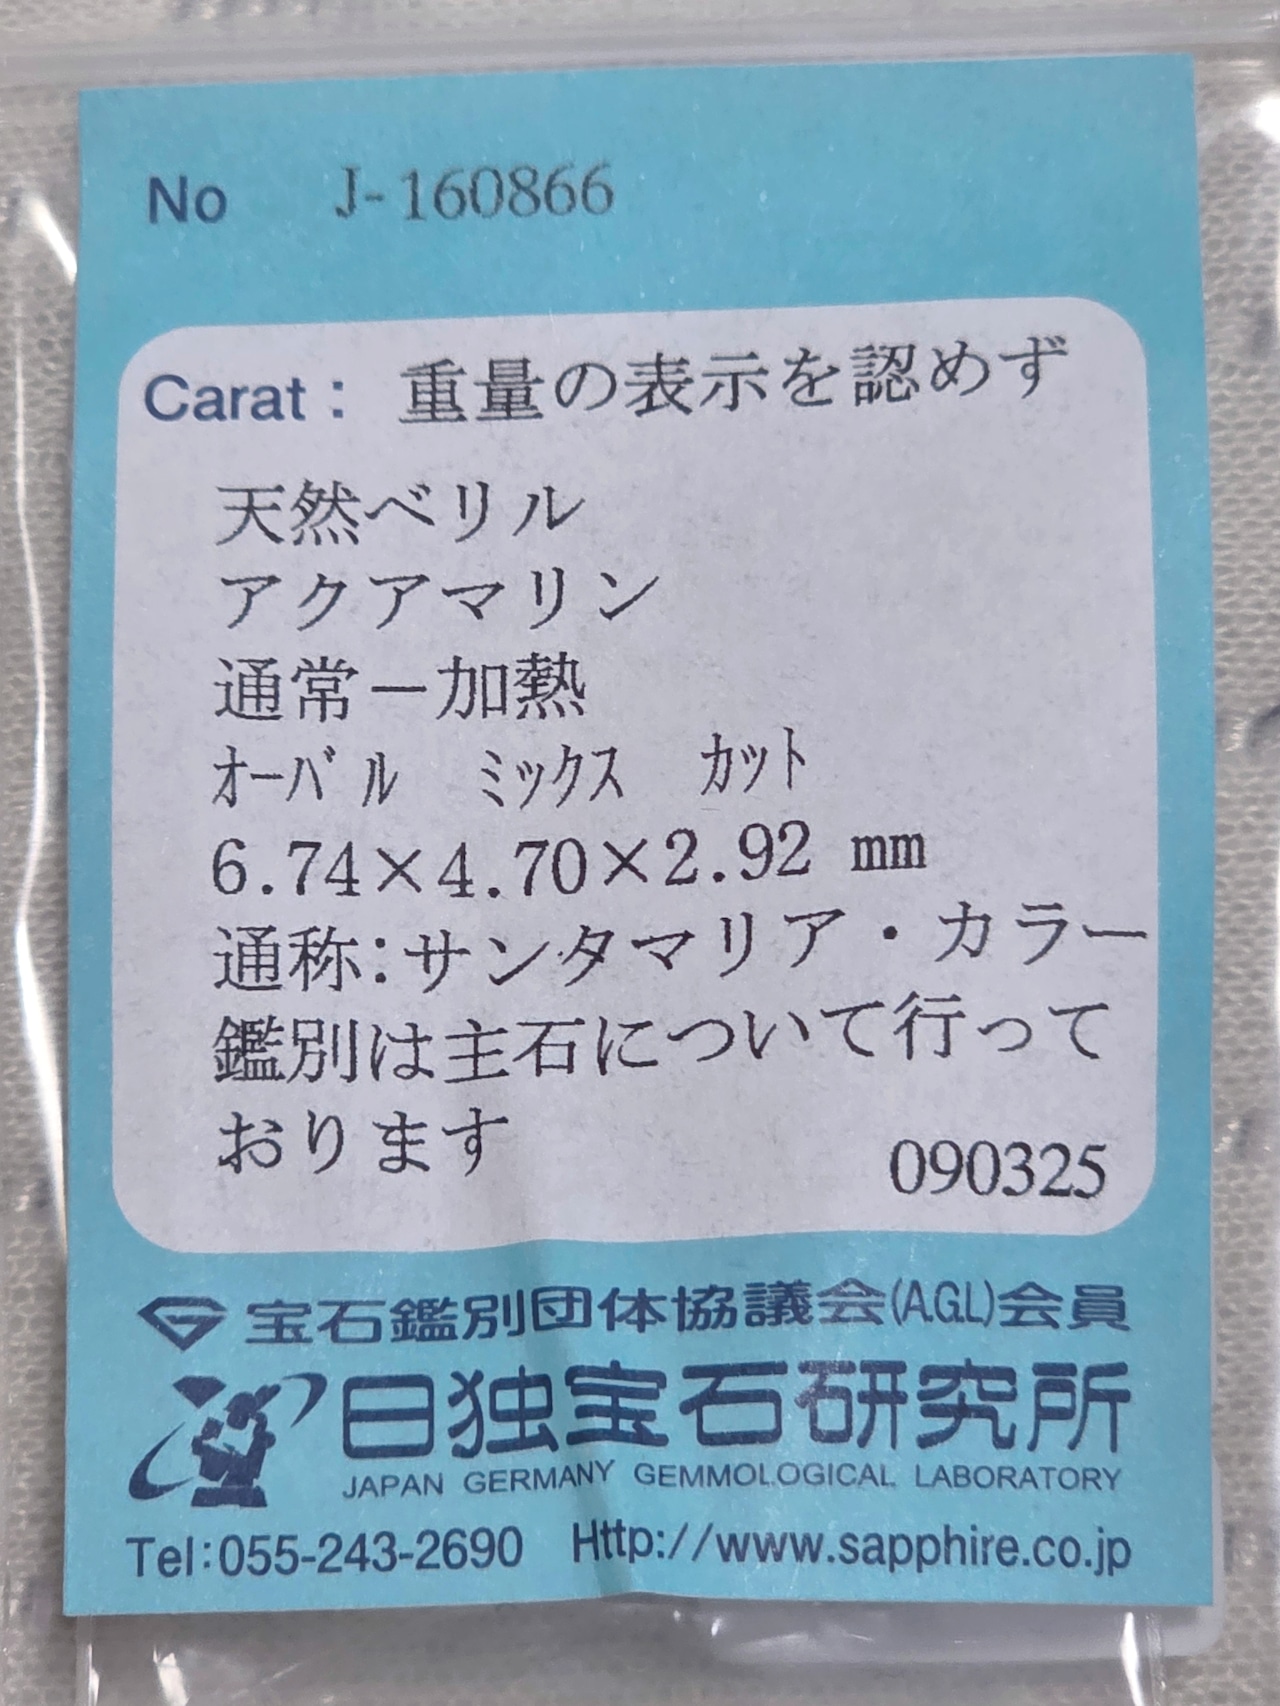 No J-160866
Carat: 重量の表示を認めず
天然ベリル
アクアマリン
通常－加熱
ｵｰﾊﾞﾙ ﾐｯｸｽ ｶｯﾄ
6.74×4.70×2.92 mm
通称:サンタマリア・カラー
鑑別は主石について行って
おります
090325
宝石鑑別団体協議会(A.G.L)会員
日独宝石研究所
JAPAN GERMANY GEMMOLOGICAL LABORATORY
Tel:055-243-2690 Http://www.sapphire.co.jp